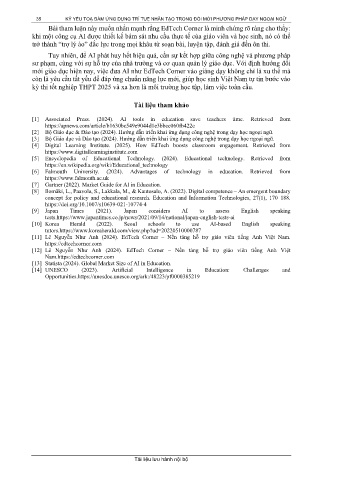 38 KỶ YẾU TỌA ĐÀM ỨNG DỤNG TRÍ TUỆ NHÂN TẠO TRONG ĐỔI MỚI PHƯƠNG PHÁP DẠY NGOẠI NGỮ
Bài tham luận này muốn nhấn mạnh rằng EdTech Corner là minh chứng rõ ràng cho thấy:
khi một công cụ AI được thiết kế bám sát nhu cầu thực tế của giáo viên và học sinh, nó có thể
trở thành "trợ lý ảo" đắc lực trong mọi khâu từ soạn bài, luyện tập, đánh giá đến ôn thi.
Tuy nhiên, để AI phát huy hết hiệu quả, cần sự kết hợp giữa công nghệ và phương pháp
sư phạm, cùng với sự hỗ trợ của nhà trường và cơ quan quản lý giáo dục. Với định hướng đổi
mới giáo dục hiện nay, việc đưa AI như EdTech Corner vào giảng dạy không chỉ là xu thế mà
còn là yêu cầu tất yếu để đáp ứng chuẩn năng lực mới, giúp học sinh Việt Nam tự tin bước vào
kỳ thi tốt nghiệp THPT 2025 và xa hơn là môi trường học tập, làm việc toàn cầu.
Tài liệu tham khảo
[1] Associated Press. (2024). AI tools in education save teachers time. Retrieved from
https://apnews.com/article/
[2] Bộ Giáo dục & Đào tạo (2024). Hướng dẫn triển khai ứng dụng công nghệ trong dạy học ngoại ngữ.
[3] Bộ Giáo dục và Đào tạo (2024). Hướng dẫn triển khai ứng dụng công nghệ trong dạy học ngoại ngữ.
[4] Digital Learning Institute. (2025). How EdTech boosts classroom engagement. Retrieved from
https://www.digitallearninginstitute.com
[5] Encyclopedia of Educational Technology. (2024). Educational technology. Retrieved from
https://en.wikipedia.org/wiki/Educational_technology
[6] Falmouth University. (2024). Advantages of technology in education. Retrieved from
https://www.falmouth.ac.uk
[7] Gartner (2022). Market Guide for AI in Education.
[8] Ilomäki, L., Paavola, S., Lakkala, M., & Kantosalo, A. (2022). Digital competence – An emergent boundary
concept for policy and educational research. Education and Information Technologies, 27(1), 170–188.
https://doi.org/10.1007/s10639-021-10770-4
[9] Japan Times (2021). Japan considers AI to assess English speaking
tests.https://www.japantimes.co.jp/news/2021/09/14/national/japan-english-tests-ai
[10] Korea Herald (2022). Seoul schools to use AI-based English speaking
tutors.https://www.koreaherald.com/view.php?ud=20220510000787
[11] Lê Nguyễn Như Anh (2024). EdTech Corner – Nền tảng hỗ trợ giáo viên tiếng Anh Việt Nam.
https://edtechcorner.com
[12] Lê Nguyễn Như Anh (2024). EdTech Corner – Nền tảng hỗ trợ giáo viên tiếng Anh Việt
Nam.https://edtechcorner.com
[13] Statista (2024). Global Market Size of AI in Education.
[14] UNESCO (2023). Artificial Intelligence in Education: Challenges and
Opportunities.https://unesdoc.unesco.org/ark:/48223/pf0000385219
Tài liệu lưu hành nội bộ